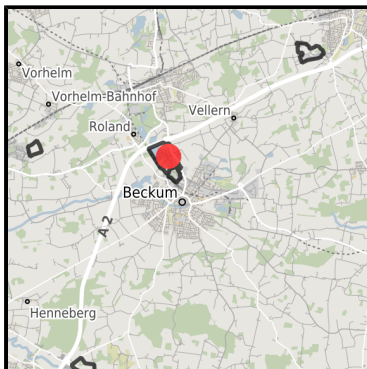 Vorhelm
Vorhelm-Bahnhof
Vellern
Roland
Beckum
A 2
Henneberg